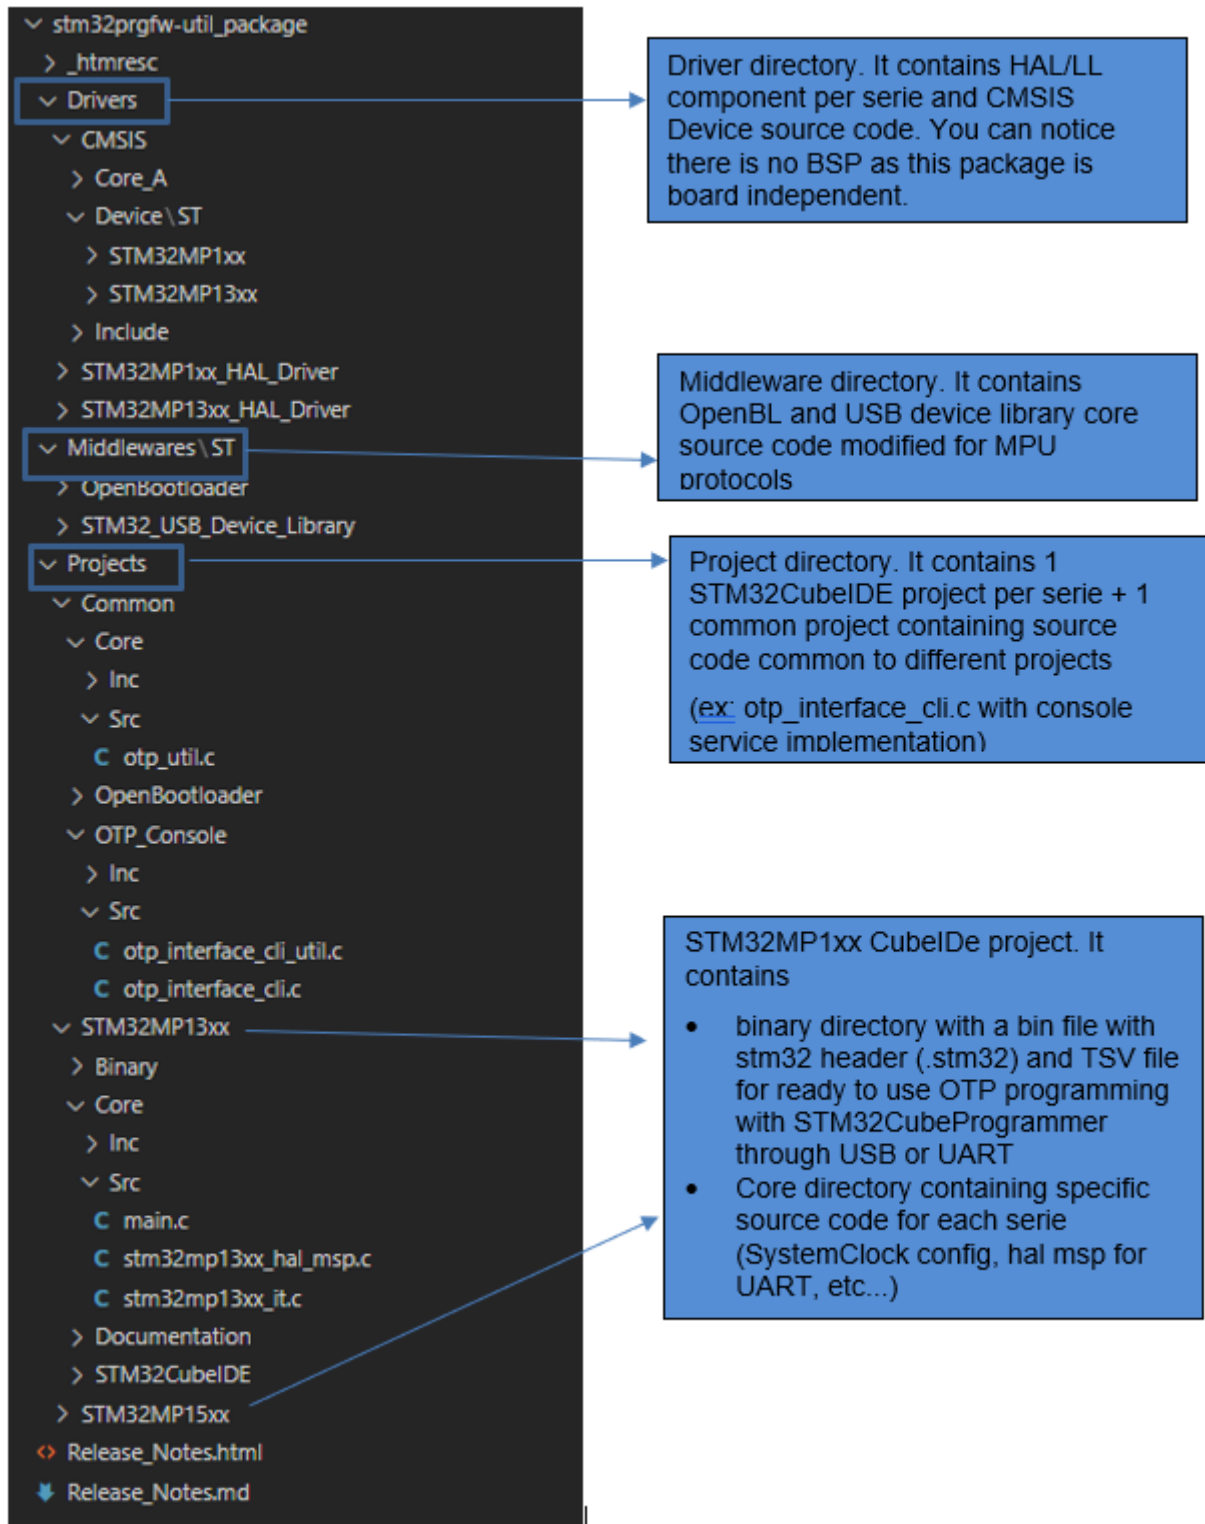 stm32prgfw-util_package
_htmresc
Drivers
CMSIS
Core_A
Device\ST
STM32MP1xx
STM32MP13xx
Include
STM32MP1xx_HAL_Driver
STM32MP13xx_HAL_Driver
Middlewares\ST
OpenBootloader
STM32_USB_Device_Library
Projects
Common
Core
Inc
Src
C otp_util.c
OpenBootloader
OTP_Console
Inc
Src
C otp_interface_cli_util.c
C otp_interface_cli.c
STM32MP13xx
Binary
Core
Inc
Src
C main.c
C stm32mp13xx_hal_msp.c
C stm32mp13xx_it.c
Documentation
STM32CubeIDE
STM32MP15xx
Release_Notes.html
Release_Notes.md
Driver directory. It contains HAL/LL
component per serie and CMSIS
Device source code. You can notice
there is no BSP as this package is
board independent.
Middleware directory. It contains
OpenBL and USB device library core
source code modified for MPU
protocols
Project directory. It contains 1
STM32CubeIDE project per serie + 1
common project containing source
code common to different projects
(ex: otp_interface_cli.c with console
service implementation)
STM32MP1xx CubeIDe project. It
contains
• binary directory with a bin file with
stm32 header (.stm32) and TSV file
for ready to use OTP programming
with STM32CubeProgrammer
through USB or UART
• Core directory containing specific
source code for each serie
(SystemClock config, hal msp for
UART, etc...)